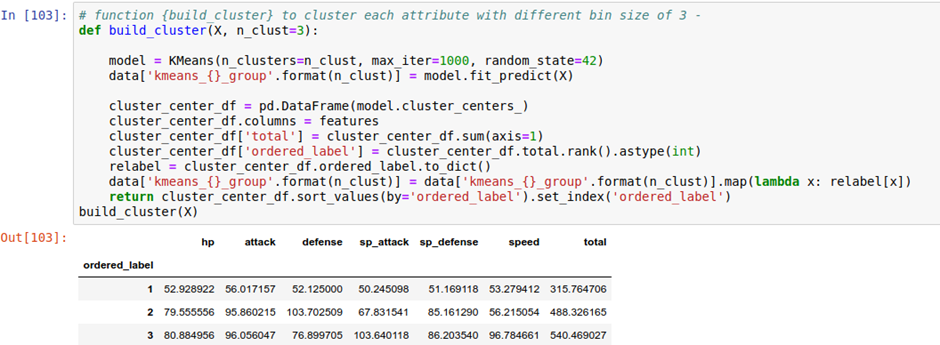 In [103]: # function {build_cluster} to cluster each attribute with different bin size of 3 -
def build_cluster(X, n_clust=3):
model = KMeans(n_clusters=n_clust, max_iter=1000, random_state=42)
data['kmeans_{}_group'.format(n_clust)] = model.fit_predict(X)
cluster_center_df = pd.DataFrame(model.cluster_centers_)
cluster_center_df.columns = features
cluster_center_df['total'] = cluster_center_df.sum(axis=1)
cluster_center_df['ordered_label'] = cluster_center_df.total.rank().astype(int)
relabel = cluster_center_df.ordered_label.to_dict()
data['kmeans_{}_group'.format(n_clust)] = data['kmeans_{}_group'.format(n_clust)].map(lambda x: relabel[x])
return cluster_center_df.sort_values(by='ordered_label').set_index('ordered_label')
build_cluster(X)
Out[103]: hp attack defense sp_attack sp_defense speed total
ordered_label
1 52.928922 56.017157 52.125000 50.245098 51.169118 53.279412 315.764706
2 79.555556 95.860215 103.702509 67.831541 85.161290 56.215054 488.326165
3 80.884956 96.056047 76.899705 103.640118 86.203540 96.784661 540.469027